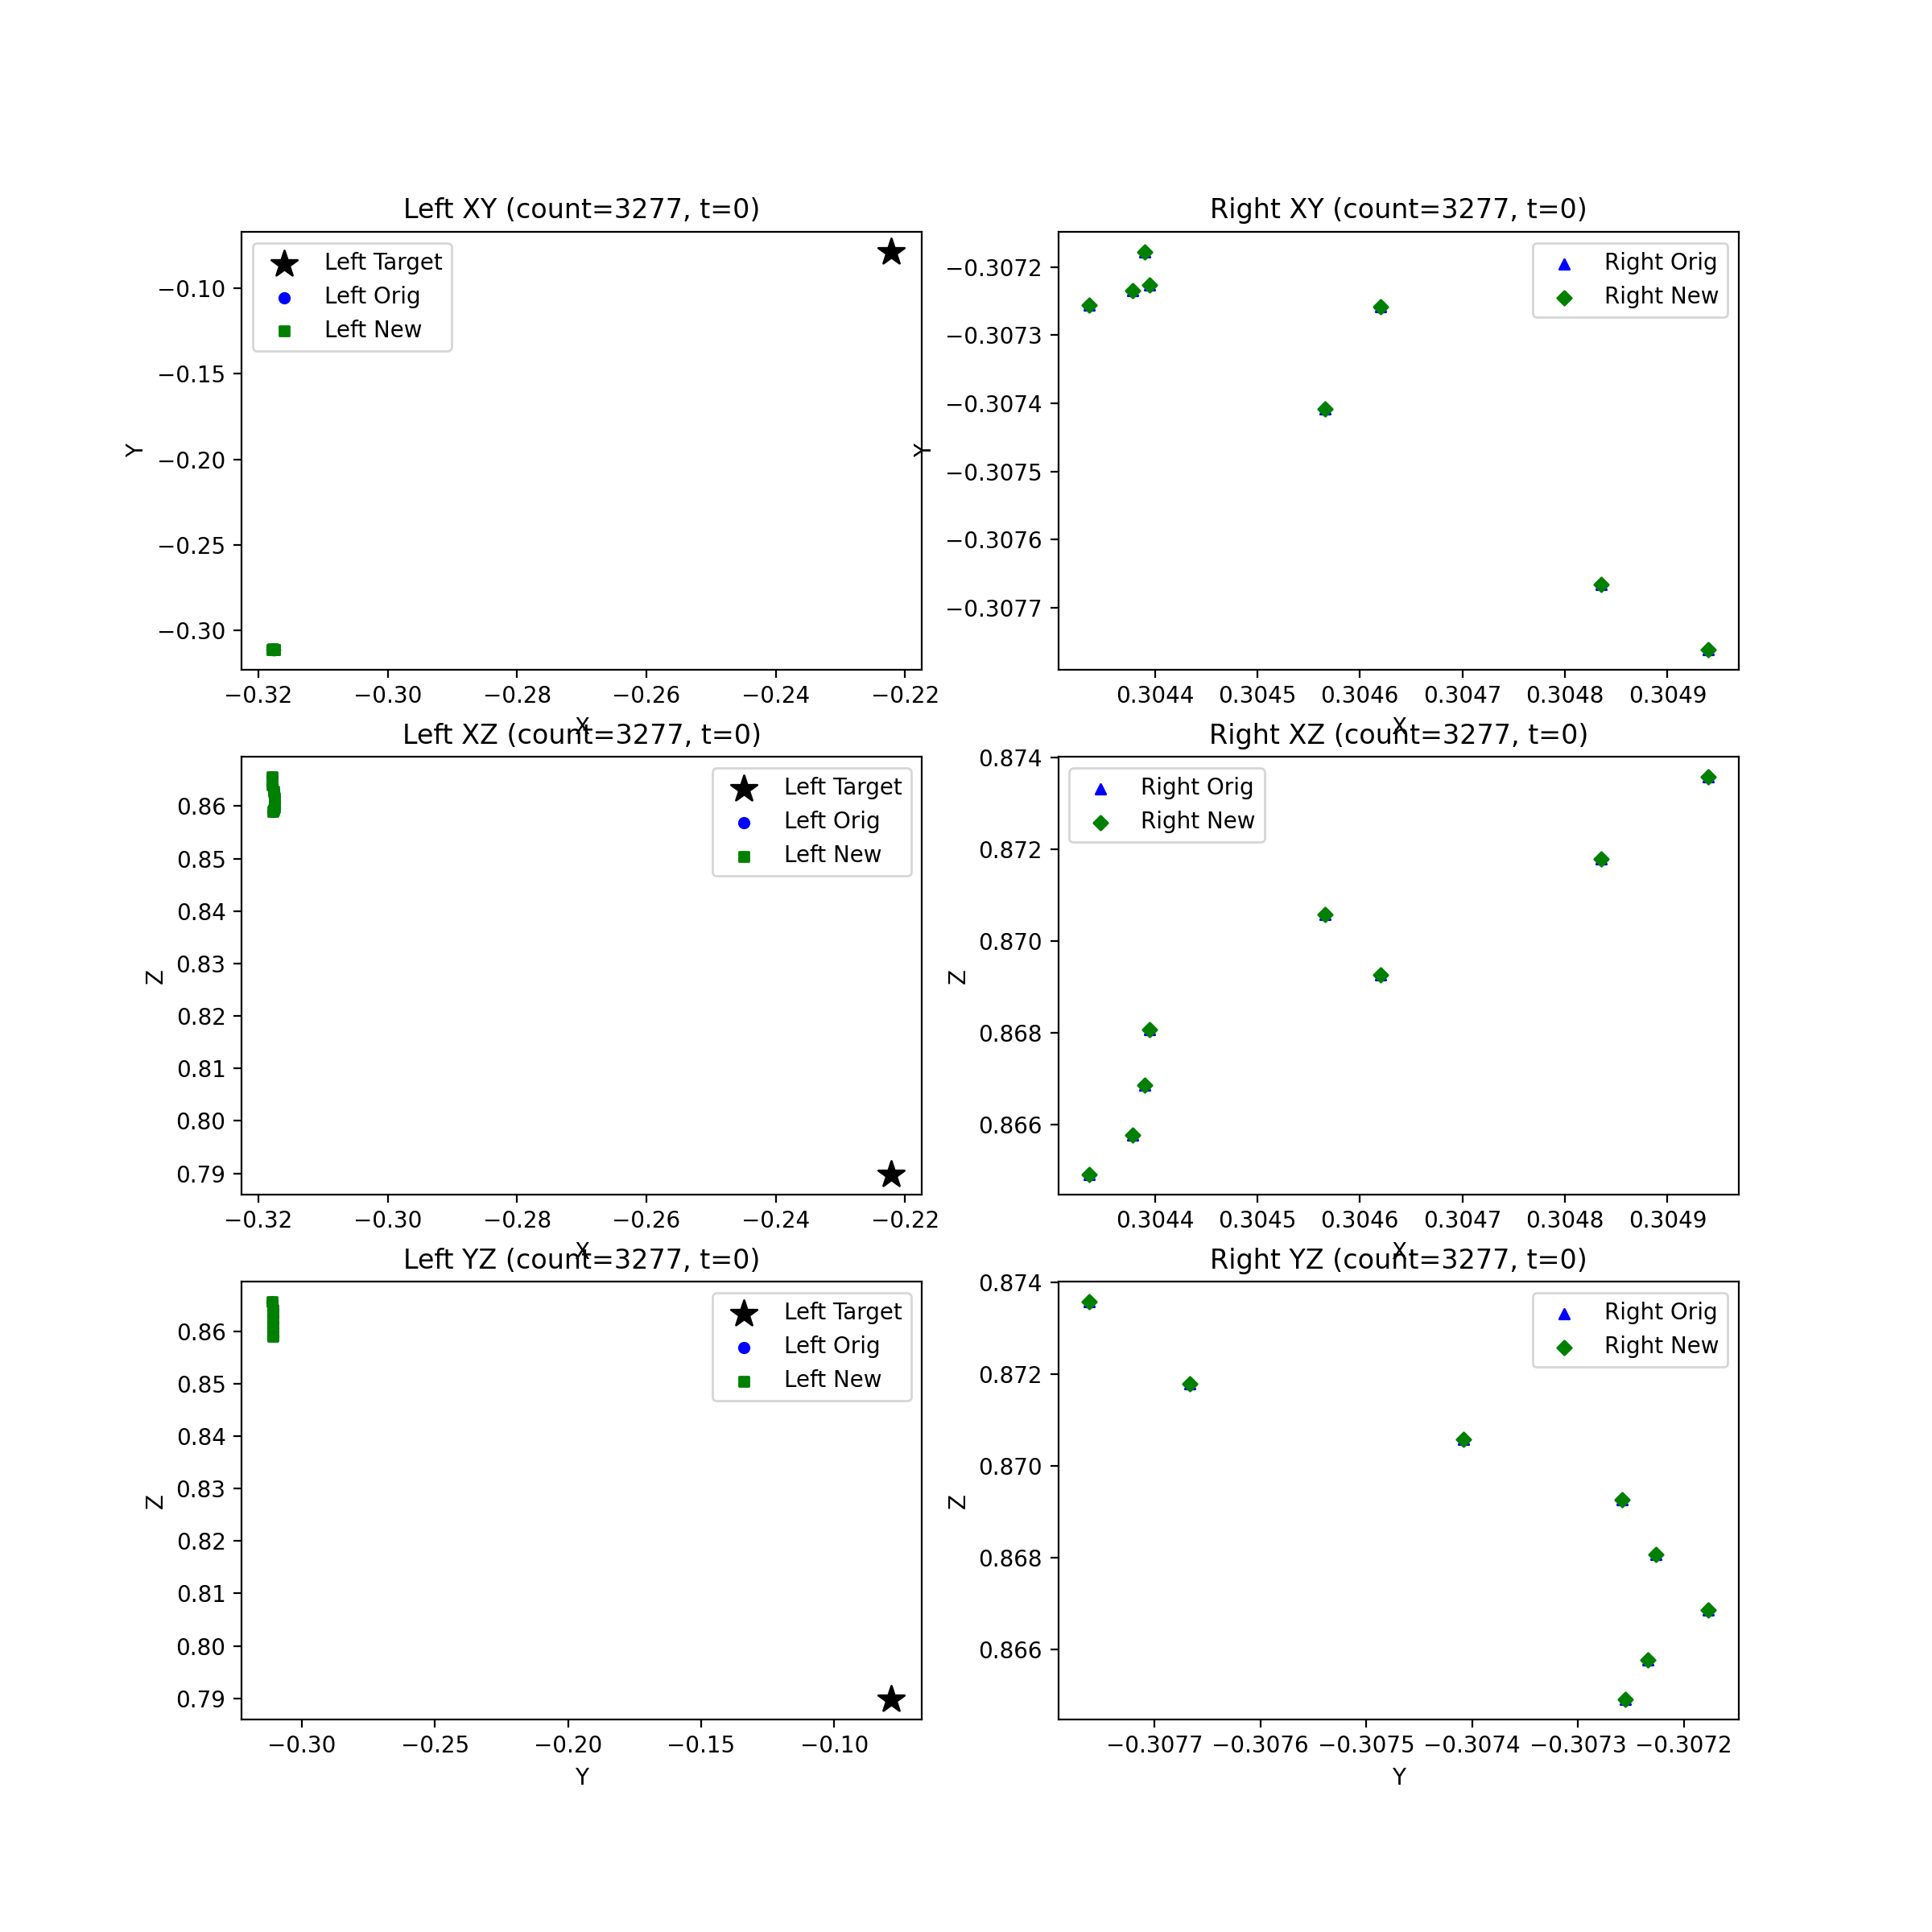 Left XY (count=3277, t=0)
Left Target
Left Orig
Left New
−0.10
−0.15
−0.20
−0.25
−0.30
Y
−0.32 −0.30 −0.28 −0.26 −0.24 −0.22
X
Right XY (count=3277, t=0)
Right Orig
Right New
−0.3072
−0.3073
−0.3074
−0.3075
−0.3076
−0.3077
Y
0.3044 0.3045 0.3046 0.3047 0.3048 0.3049
X
Left XZ (count=3277, t=0)
Left Target
Left Orig
Left New
0.86
0.85
0.84
0.83
0.82
0.81
0.80
0.79
Z
−0.32 −0.30 −0.28 −0.26 −0.24 −0.22
X
Right XZ (count=3277, t=0)
Right Orig
Right New
0.874
0.872
0.870
0.868
0.866
Z
0.3044 0.3045 0.3046 0.3047 0.3048 0.3049
X
Left YZ (count=3277, t=0)
Left Target
Left Orig
Left New
0.86
0.85
0.84
0.83
0.82
0.81
0.80
0.79
Z
−0.30 −0.25 −0.20 −0.15 −0.10
Y
Right YZ (count=3277, t=0)
Right Orig
Right New
0.874
0.872
0.870
0.868
0.866
Z
−0.3077 −0.3076 −0.3075 −0.3074 −0.3073 −0.3072
Y